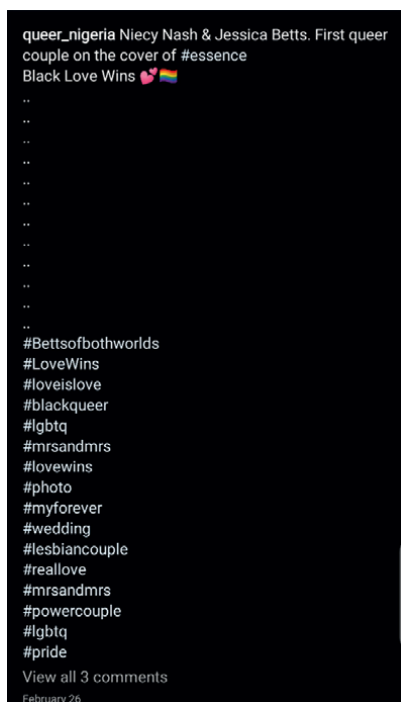 queer_nigeria Niecy Nash & Jessica Betts. First queer
couple on the cover of #essence
Black Love Wins 💕🏳️‍🌈
..
..
..
..
..
..
..
..
..
..
..
..
#Bettsofbothworlds
#LoveWins
#loveislove
#blackqueer
#lgbtq
#mrsandmrs
#lovewins
#photo
#myforever
#wedding
#lesbiancouple
#reallove
#mrsandmrs
#powercouple
#lgbtq
#pride
View all 3 comments
February 26